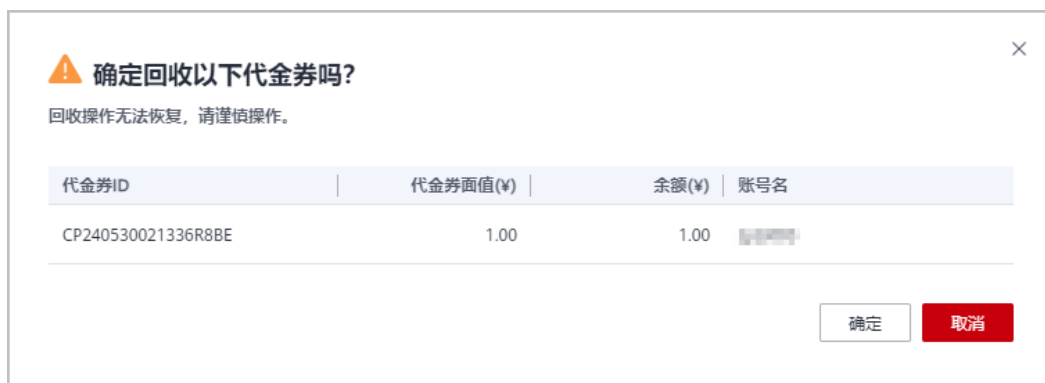 确定回收以下代金券吗?
回收操作无法恢复，请谨慎操作。
代金券ID 代金券面值(¥) 余额(¥) 账号名
CP240530021336R8BE 1.00 1.00
确定 取消